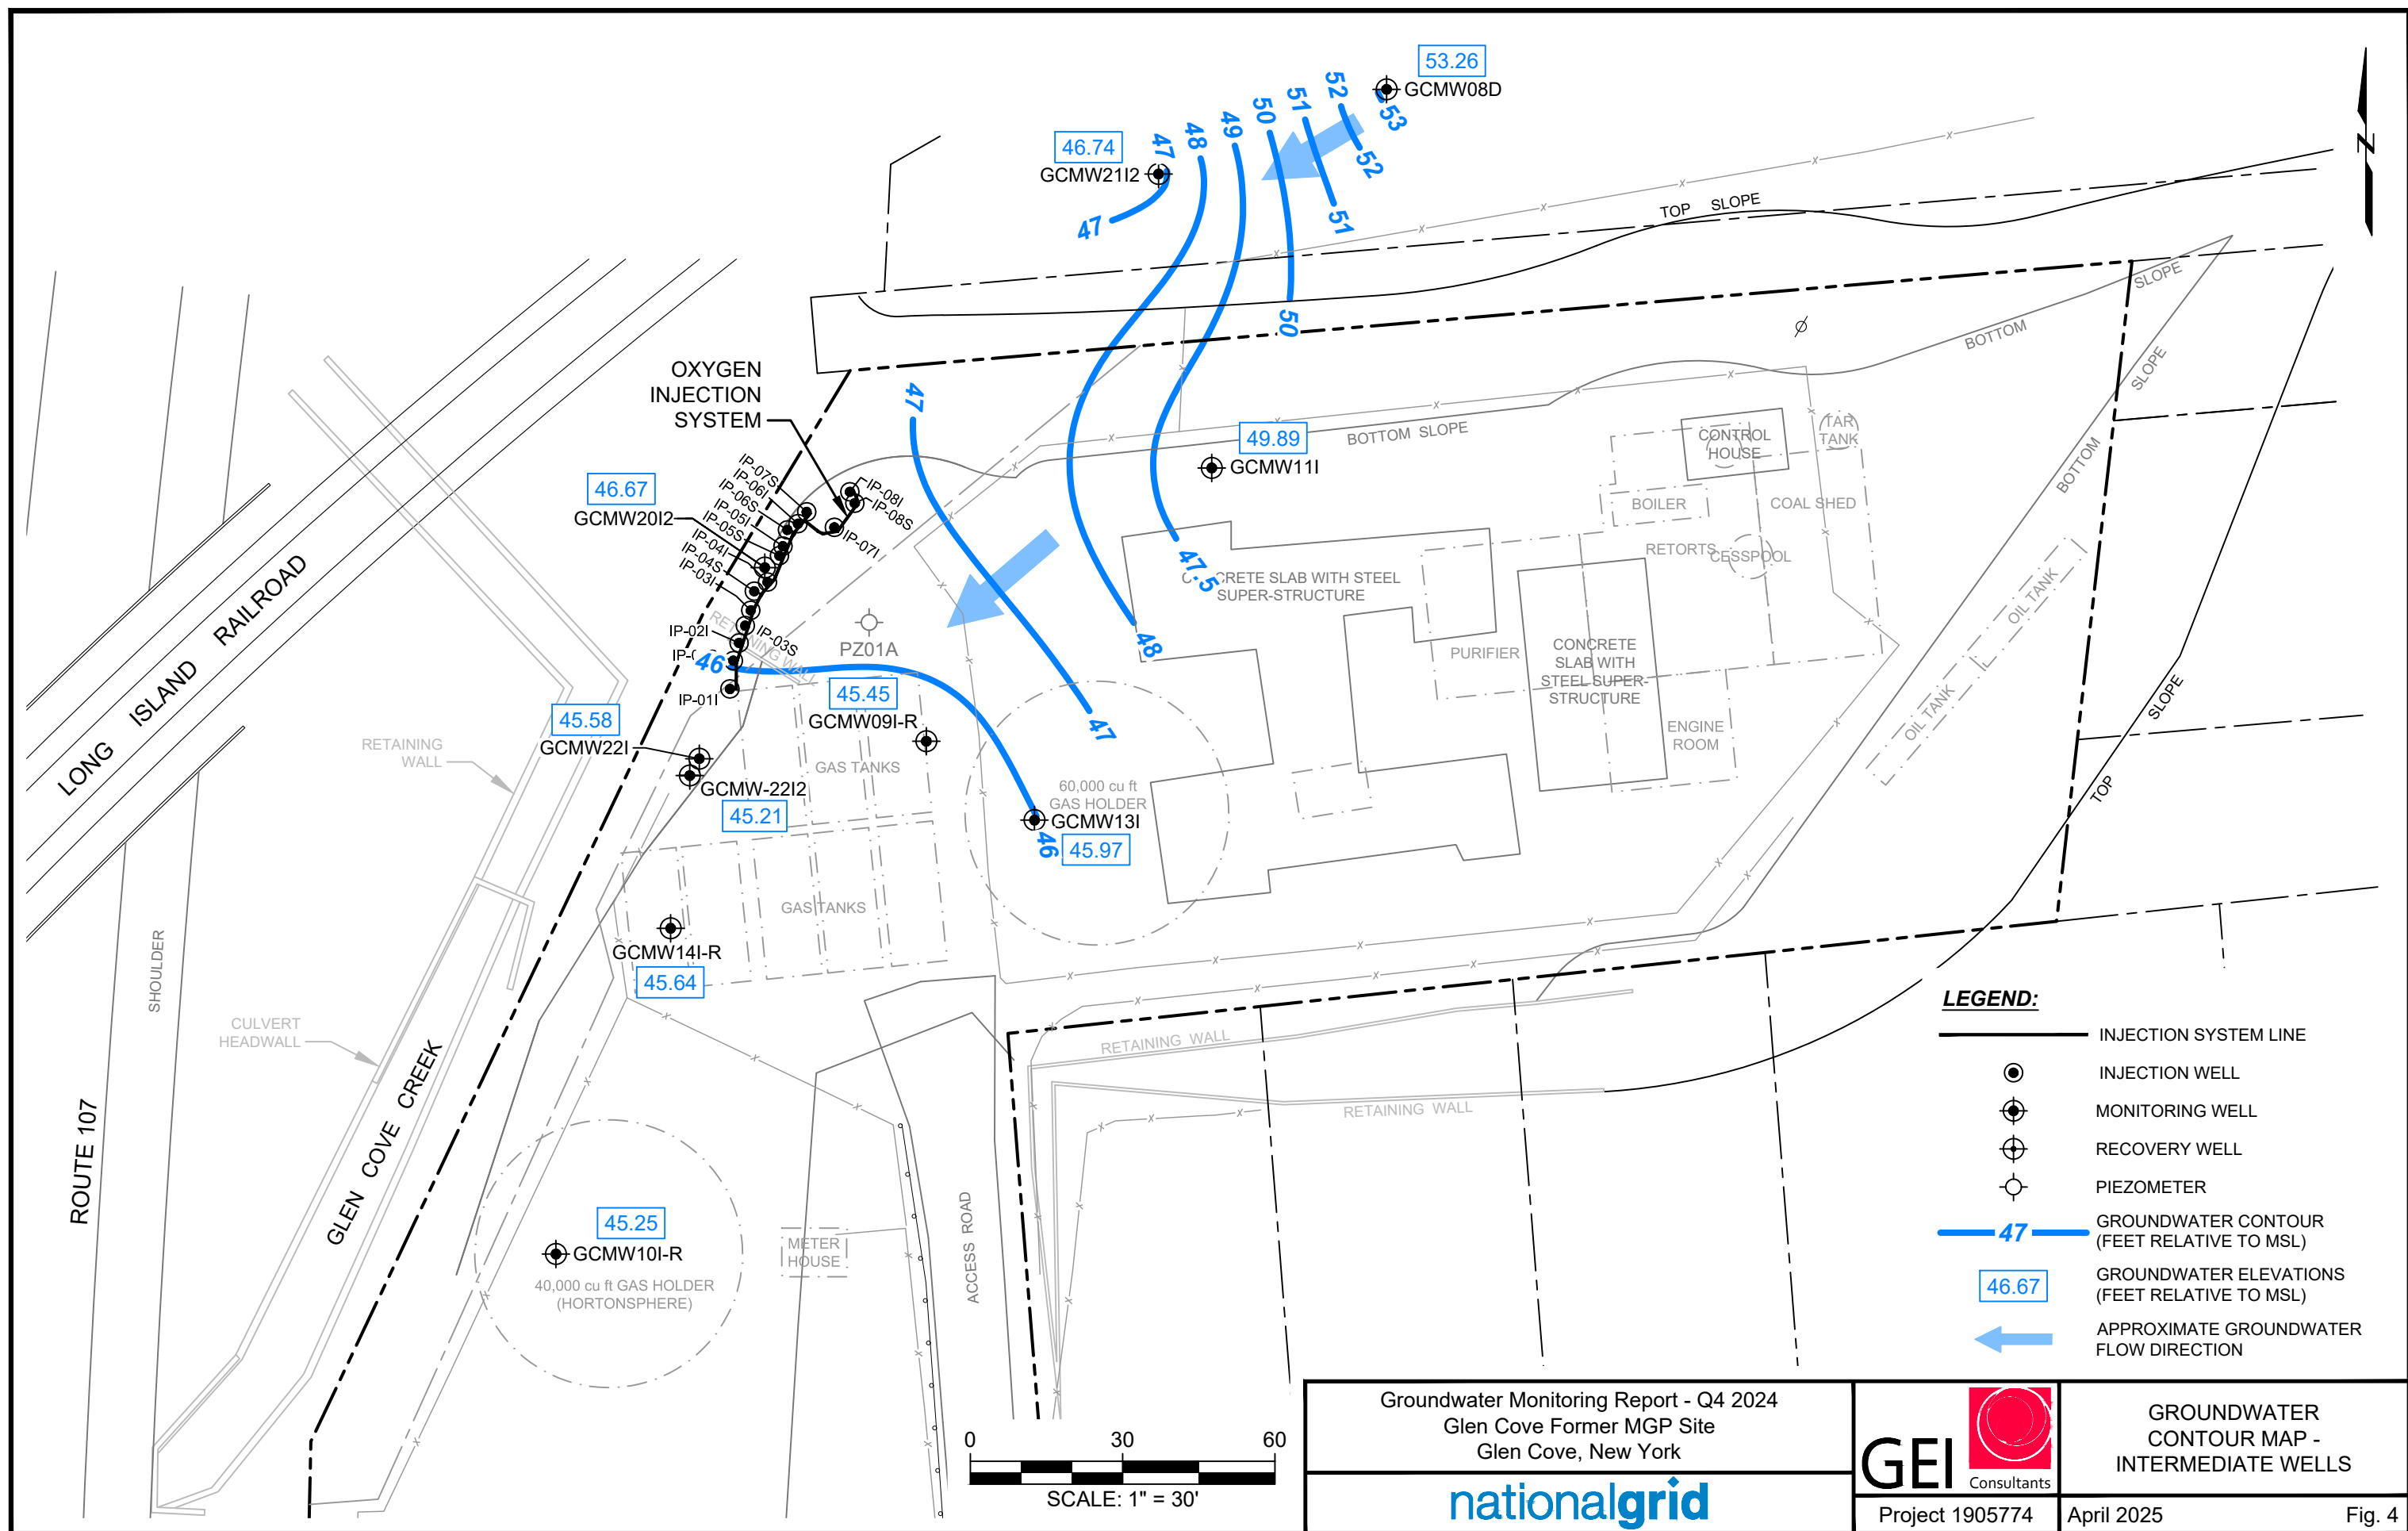 53.26
GCMW08D
53
52
52
51
51
50
50
49
47.5
48
48
47
47
46.74
GCMW21I2
TOP SLOPE
SLOPE
BOTTOM
SLOPE
BOTTOM
OXYGEN
INJECTION
SYSTEM
47
47
49.89
GCMW11I
BOTTOM SLOPE
CONTROL
HOUSE
TAR
TANK
BOILER
COAL SHED
RETORTS
CESSPOOL
OIL TANK
OIL TANK
PURIFIER
ENGINE
ROOM
CRETE SLAB WITH STEEL
SUPER-STRUCTURE
CONCRETE
SLAB WITH
STEEL SUPER-
STRUCTURE
46.67
GCMW20I2
IP-07S
IP-06I
IP-06S
IP-05I
IP-05S
IP-04I
IP-04S
IP-03I
IP-08I
IP-08S
IP-07I
IP-02I
IP-03S
IP-
IP-01I
RETAINING WALL
PZ01A
46
46
45.45
GCMW09I-R
45.58
GCMW22I
GCMW-22I2
45.21
GAS TANKS
60,000 cu ft
GAS HOLDER
GCMW13I
45.97
GAS TANKS
GCMW14I-R
45.64
LONG ISLAND RAILROAD
RETAINING
WALL
SHOULDER
CULVERT
HEADWALL
GLEN COVE CREEK
ROUTE 107
45.25
GCMW10I-R
40,000 cu ft GAS HOLDER
(HORTONSPHERE)
METER
HOUSE
ACCESS ROAD
RETAINING WALL
RETAINING WALL
SLOPE
TOP
N
LEGEND:
INJECTION SYSTEM LINE
INJECTION WELL
MONITORING WELL
RECOVERY WELL
PIEZOMETER
47
GROUNDWATER CONTOUR
(FEET RELATIVE TO MSL)
46.67
GROUNDWATER ELEVATIONS
(FEET RELATIVE TO MSL)
APPROXIMATE GROUNDWATER
FLOW DIRECTION
0 30 60
SCALE: 1" = 30'
Groundwater Monitoring Report - Q4 2024
Glen Cove Former MGP Site
Glen Cove, New York
nationalgrid
GEI
Consultants
Project 1905774
GROUNDWATER
CONTOUR MAP -
INTERMEDIATE WELLS
April 2025
Fig. 4